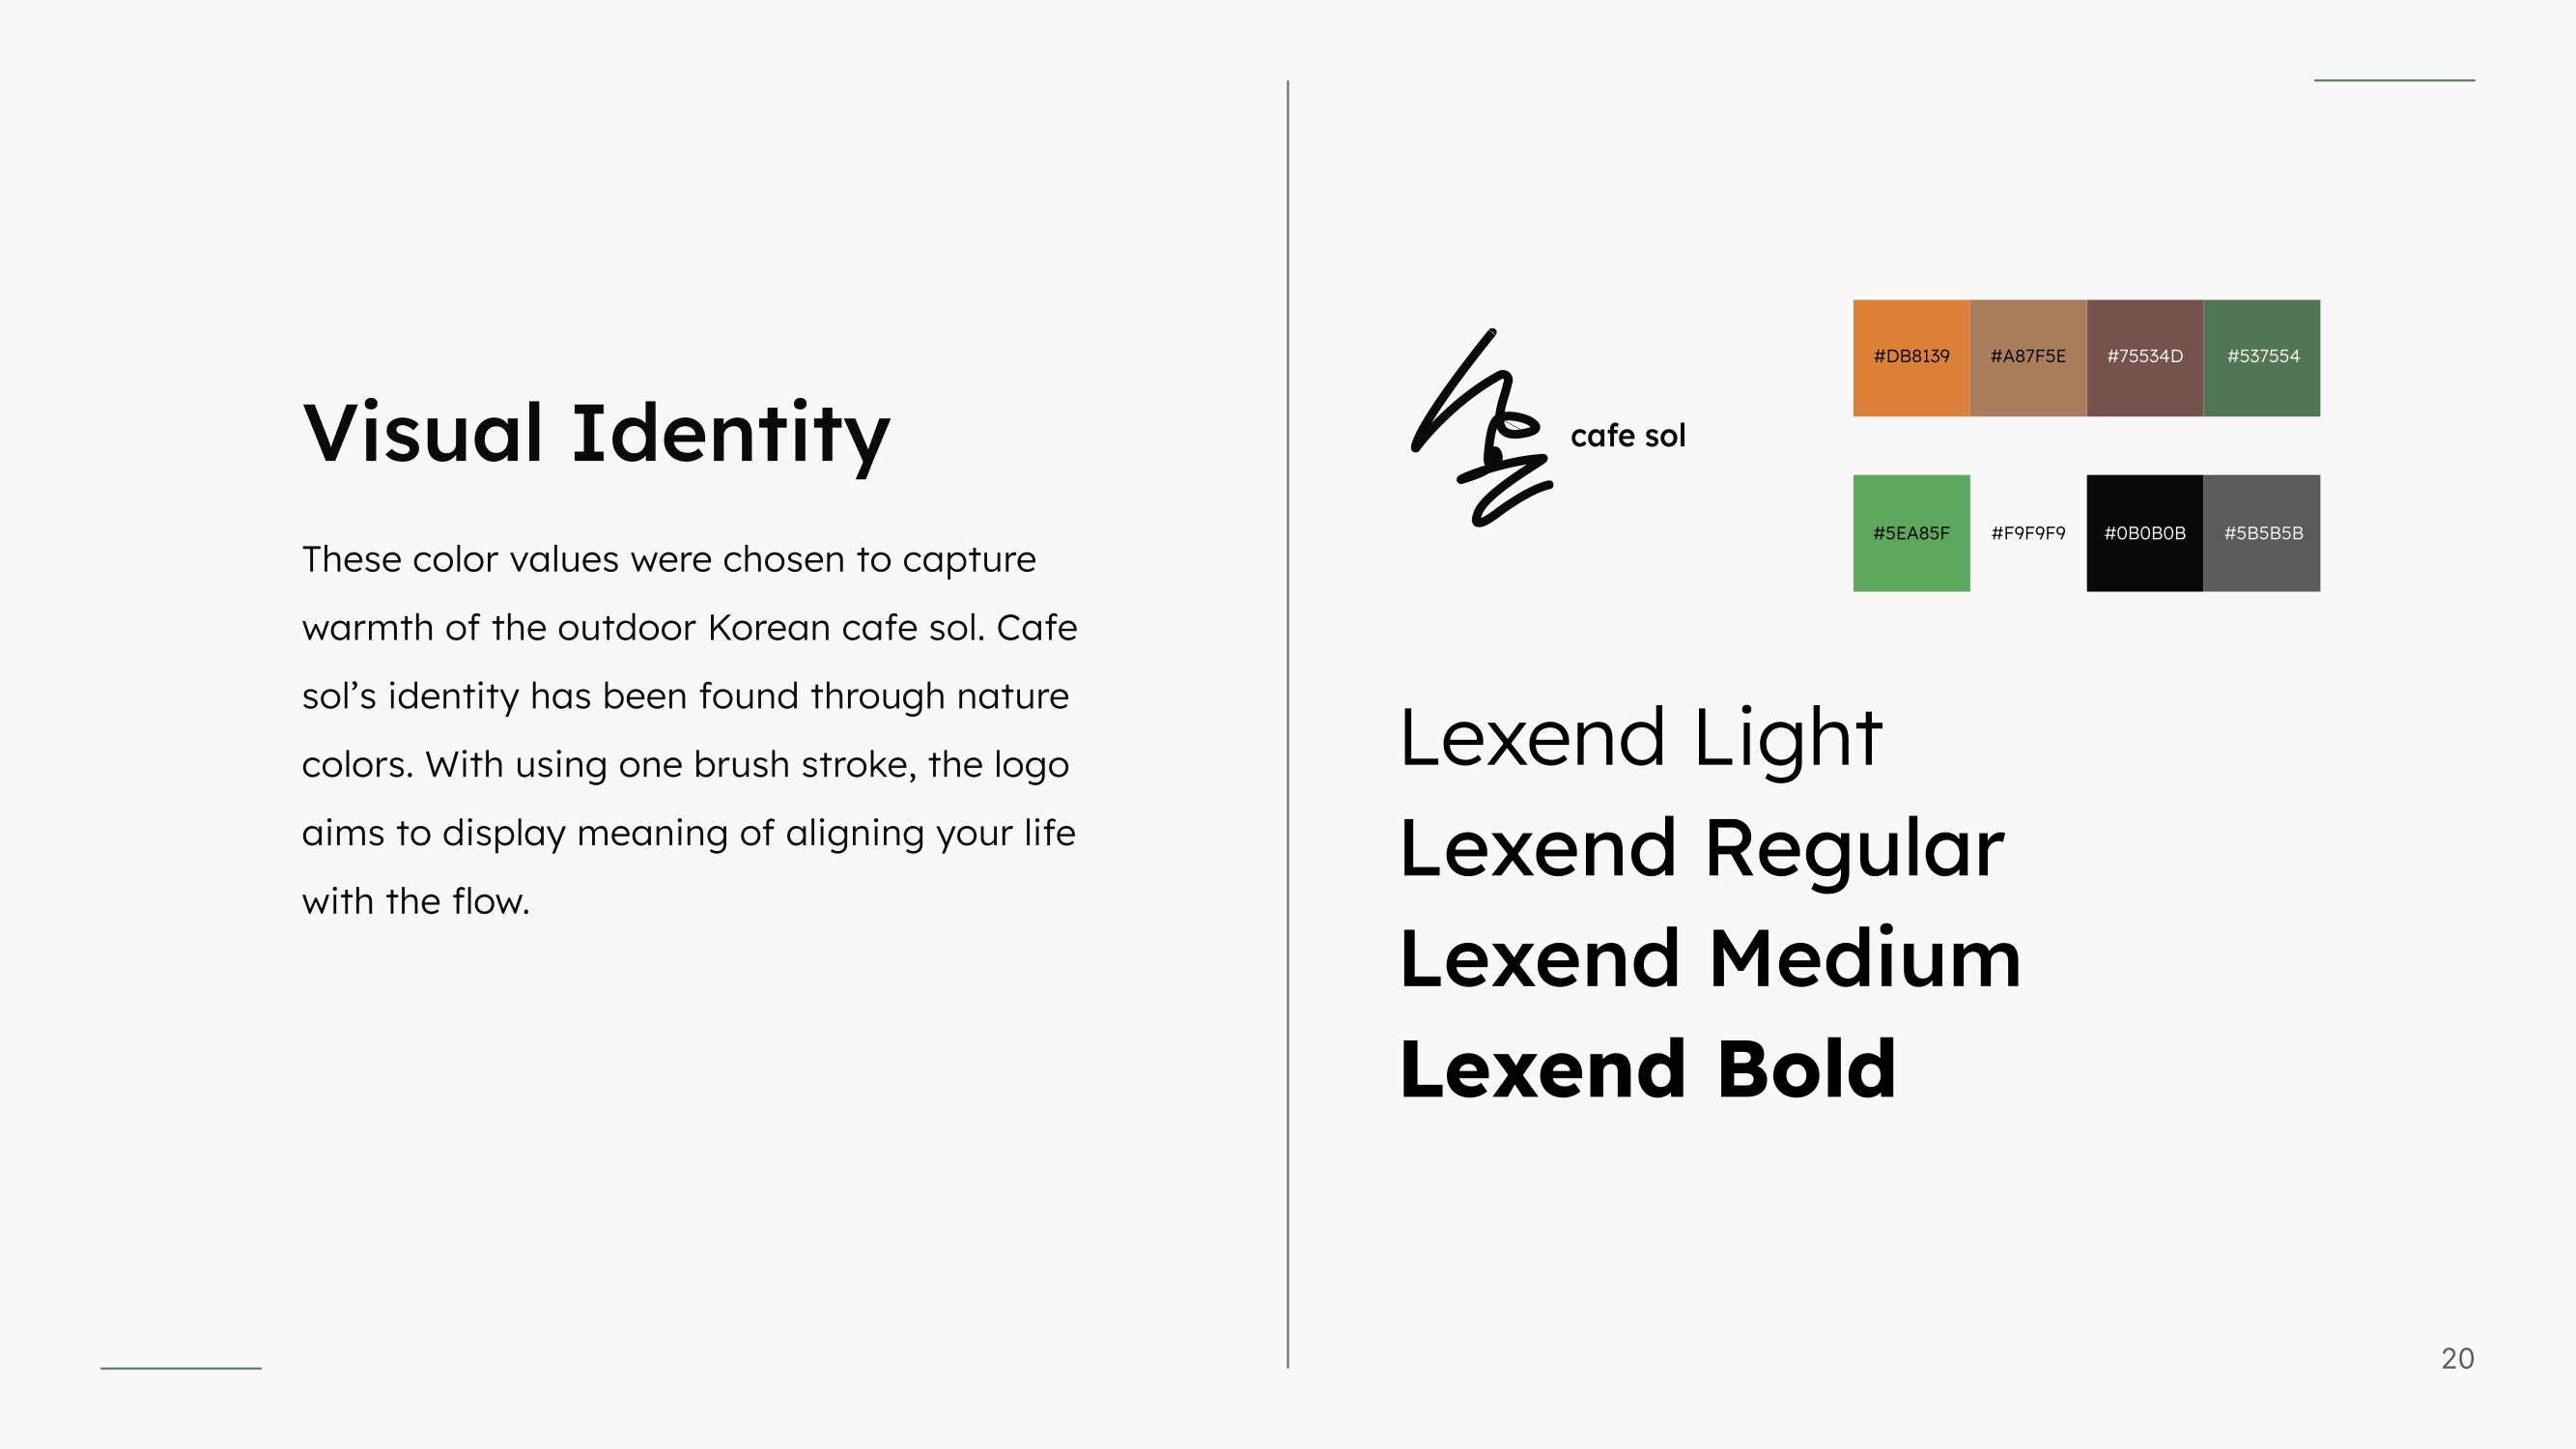 Visual Identity
These color values were chosen to capture
warmth of the outdoor Korean cafe sol. Cafe
sol’s identity has been found through nature
colors. With using one brush stroke, the logo
aims to display meaning of aligning your life
with the flow.
cafe sol
#DB8139 #A87F5E #75534D #537554
#5EA85F #F9F9F9 #0B0B0B #5B5B5B
Lexend Light
Lexend Regular
Lexend Medium
Lexend Bold
20